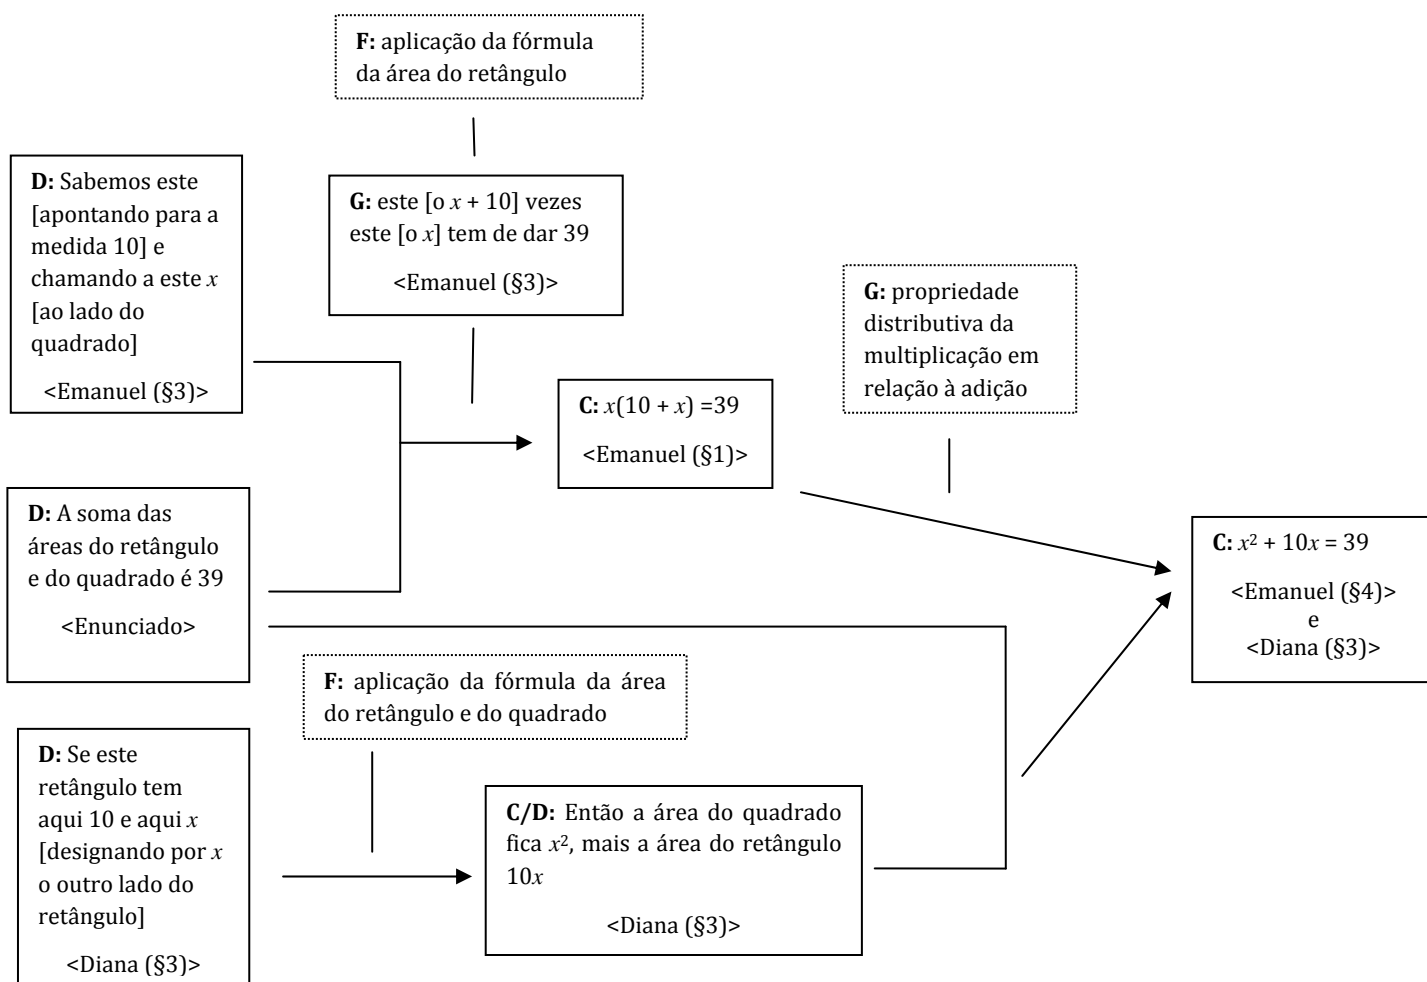 F: aplicação da fórmula
da área do retângulo
D: Sabemos este
[apontando para a
medida 10] e
chamando a este x
[ao lado do
quadrado]
<Emanuel (§3)>
G: este [o x + 10] vezes
este [o x] tem de dar 39
<Emanuel (§3)>
G: propriedade
distributiva da
multiplicação em
relação à adição
C: x(10 + x) =39
<Emanuel (§1)>
D: A soma das
áreas do retângulo
e do quadrado é 39
<Enunciado>
C: x² + 10x = 39
<Emanuel (§4)>
e
<Diana (§3)>
F: aplicação da fórmula da área
do retângulo e do quadrado
D: Se este
retângulo tem
aqui 10 e aqui x
[designando por x
o outro lado do
retângulo]
<Diana (§3)>
C/D: Então a área do quadrado
fica x², mais a área do retângulo
10x
<Diana (§3)>